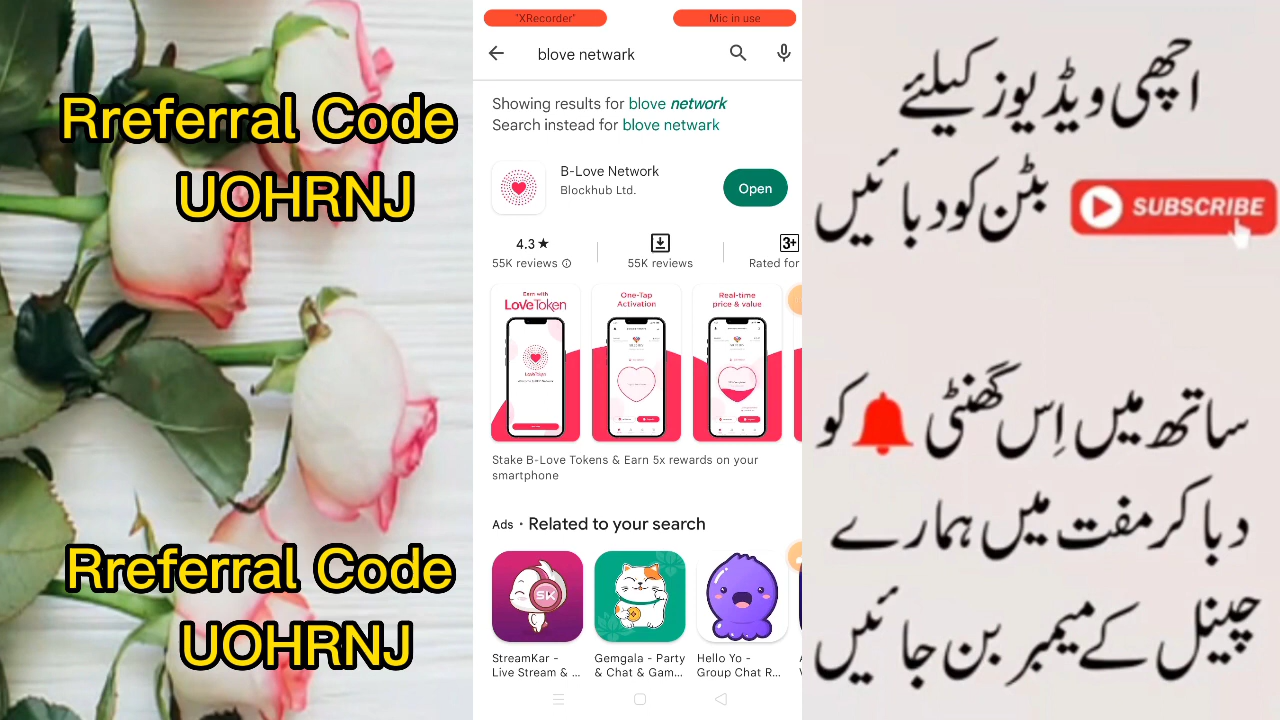 Rreferral Code
UOHRNJ
Rreferral Code
UOHRNJ
"XRecorder"
Mic in use
blove netwark
Showing results for blove network
Search instead for blove netwark
B-Love Network
Blockhub Ltd.
Open
4.3★
55K reviews
55K reviews
3+
Rated for
Earn with
LoveToken
One-Tap
Activation
Real-time
price & value
LoveToken
Stake B-Love Tokens & Earn 5x rewards on your
smartphone
Ads · Related to your search
SK
StreamKar -
Live Stream & ...
Gemgala - Party
& Chat & Gam...
Hello Yo -
Group Chat R...
اچھی ویڈیوز کیلئے
بٹن کو دبائیں
SUBSCRIBE
ساتھ میں اِس گھنٹی کو
دبا کر مفت میں ہمارے
چینل کے میمبر بن جائیں